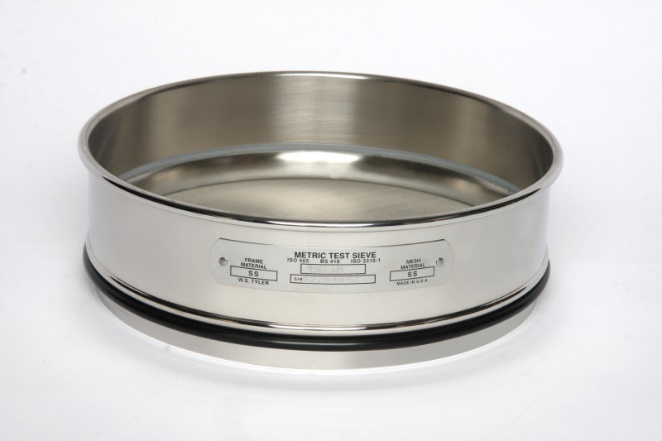 METRIC TEST SIEVE
ISO 565 BS 410 ISO 3310-1
FRAME
MATERIAL
SS
W.S. TYLER
S/N
MESH
MATERIAL
SS
MADE IN U.S.A.